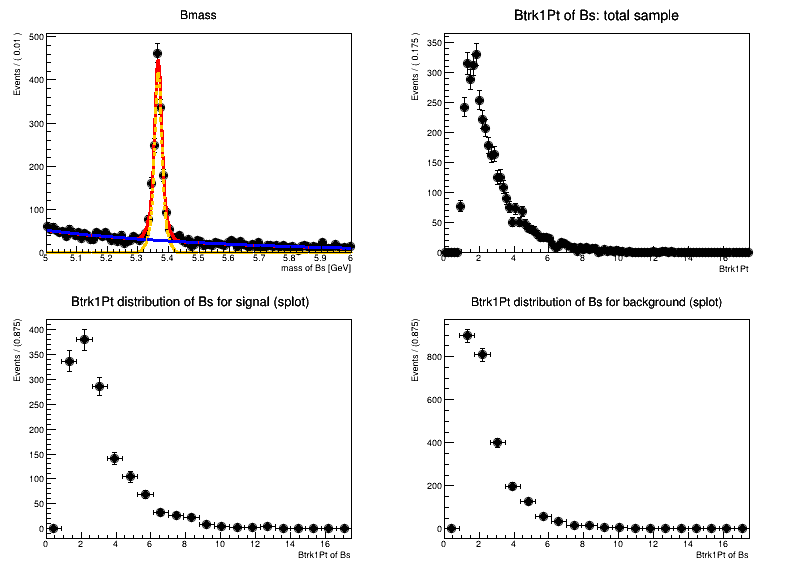 Bmass
Events / ( 0.01 )
500
400
300
200
100
0
5 5.1 5.2 5.3 5.4 5.5 5.6 5.7 5.8 5.9 6
mass of Bs [GeV]
Btrk1Pt of Bs: total sample
Events / ( 0.175 )
350
300
250
200
150
100
50
0
0 2 4 6 8 10 12 14 16
Btrk1Pt
Btrk1Pt distribution of Bs for signal (splot)
Events / (0.875)
400
350
300
250
200
150
100
50
0
0 2 4 6 8 10 12 14 16
Btrk1Pt of Bs
Btrk1Pt distribution of Bs for background (splot)
Events / (0.875)
800
600
400
200
0
0 2 4 6 8 10 12 14 16
Btrk1Pt of Bs